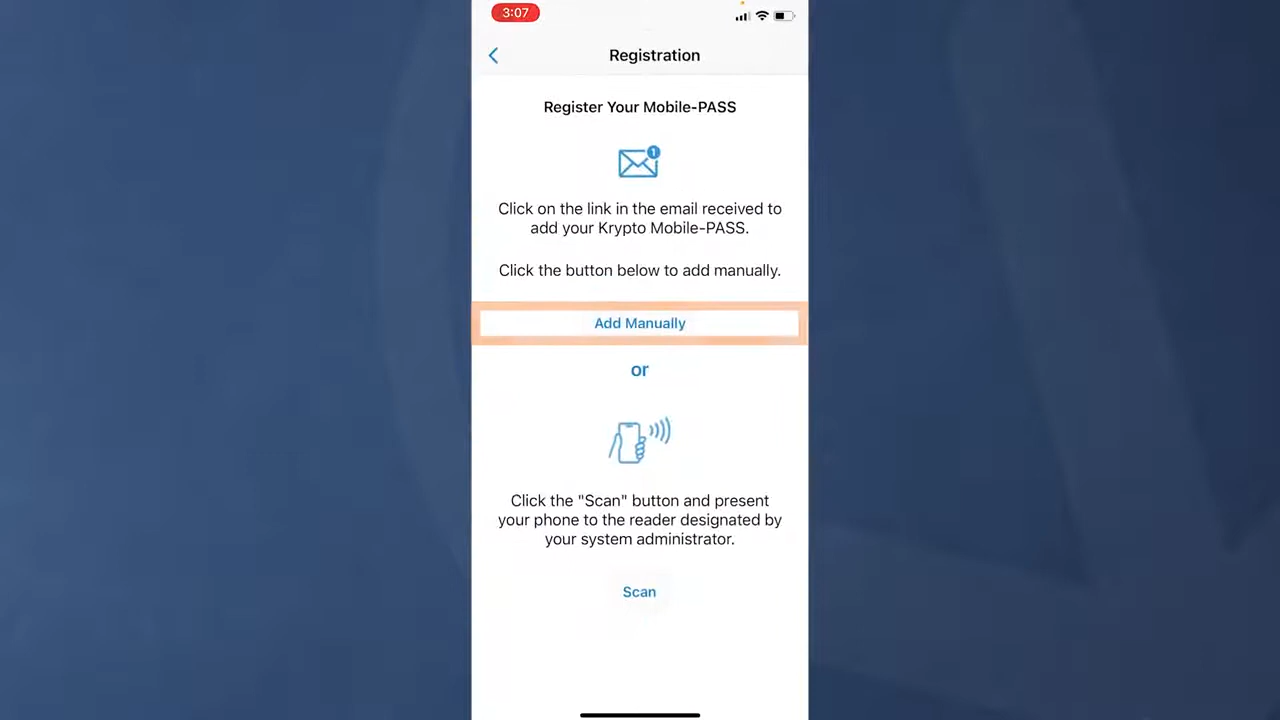 3:07
Registration
Register Your Mobile-PASS
1
Click on the link in the email received to
add your Krypto Mobile-PASS.
Click the button below to add manually.
Add Manually
or
Click the "Scan" button and present
your phone to the reader designated by
your system administrator.
Scan